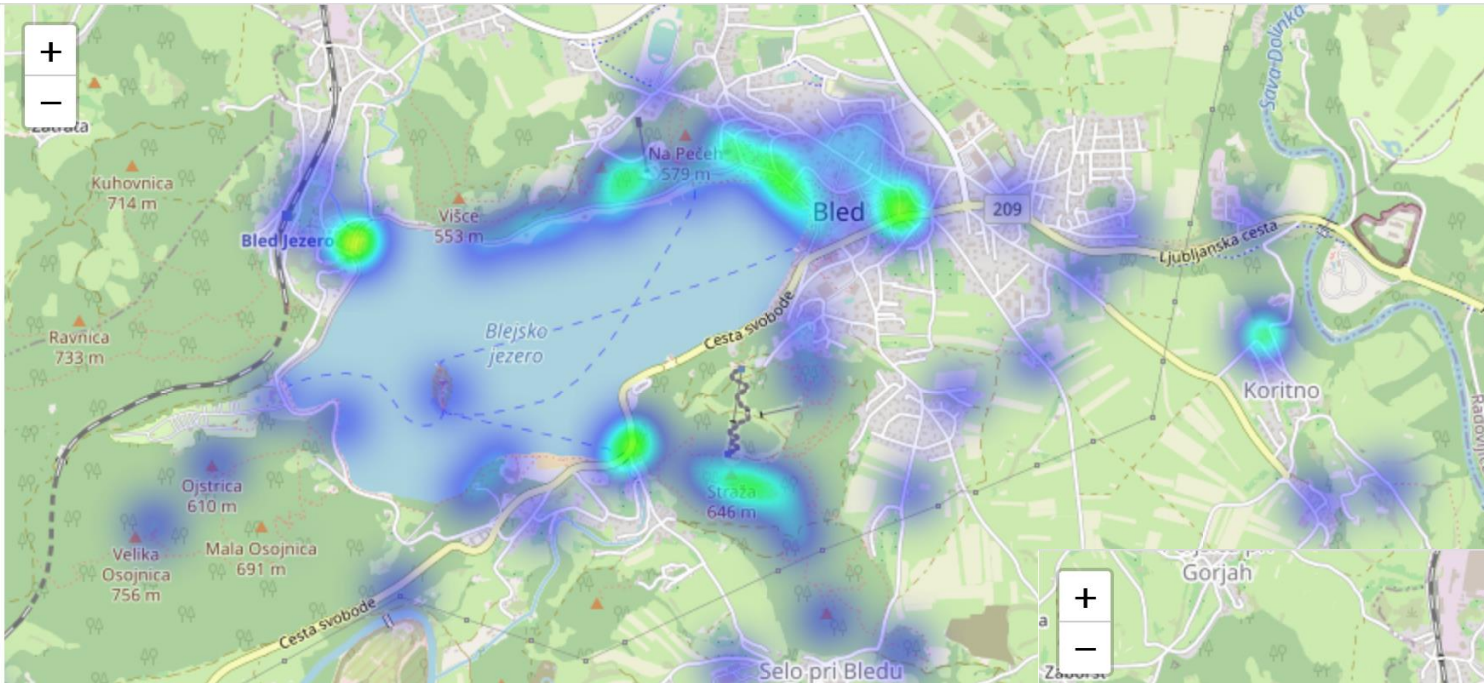 +
−
Zatrata
Kuhovnica
714 m
Ravnica
733 m
Bled Jezero
Višce
553 m
Na Pečeh
579 m
Bled
209
Sava Dolinka
Ljubljanska cesta
Blejsko
jezero
Cesta svobode
Koritno
Straža
646 m
Ojstrica
610 m
Velika
Osojnica
756 m
Mala Osojnica
691 m
Cesta svobode
Selo pri Bledu
Gorjah
+
−